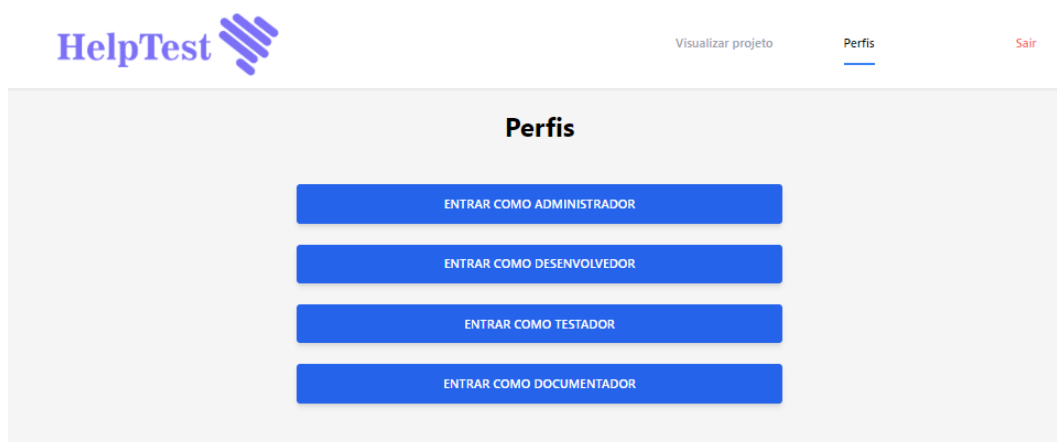 HelpTest
Visualizar projeto
Perfis
Sair
Perfis
ENTRAR COMO ADMINISTRADOR
ENTRAR COMO DESENVOLVEDOR
ENTRAR COMO TESTADOR
ENTRAR COMO DOCUMENTADOR